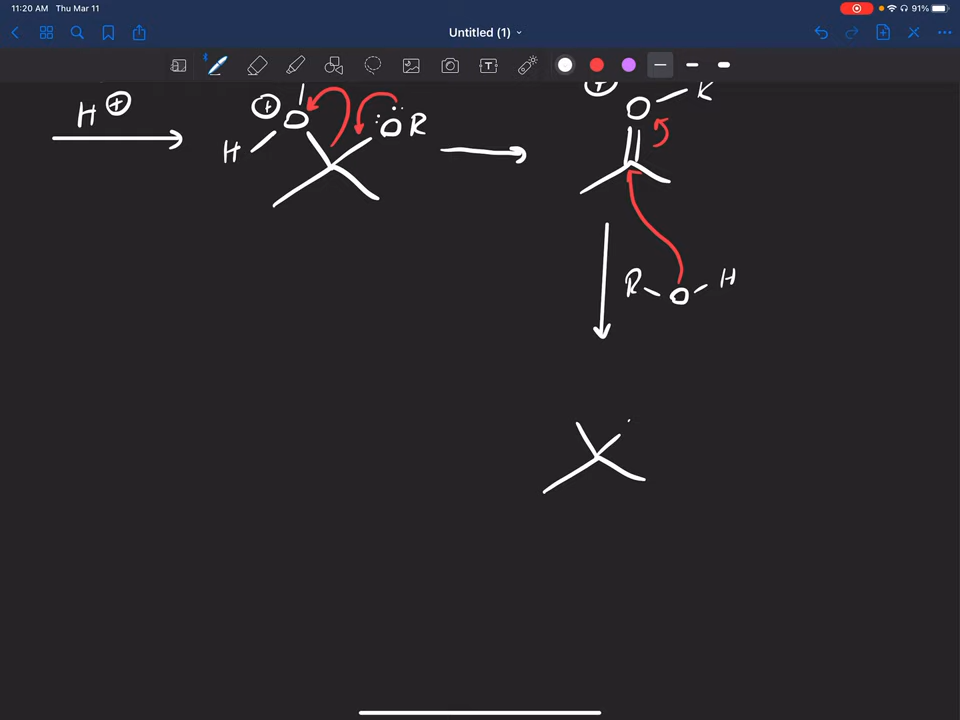 11:20 AM Thu Mar 11
91%
Untitled (1)
T
H +
+ O
:OR
H
+
O R
R O H